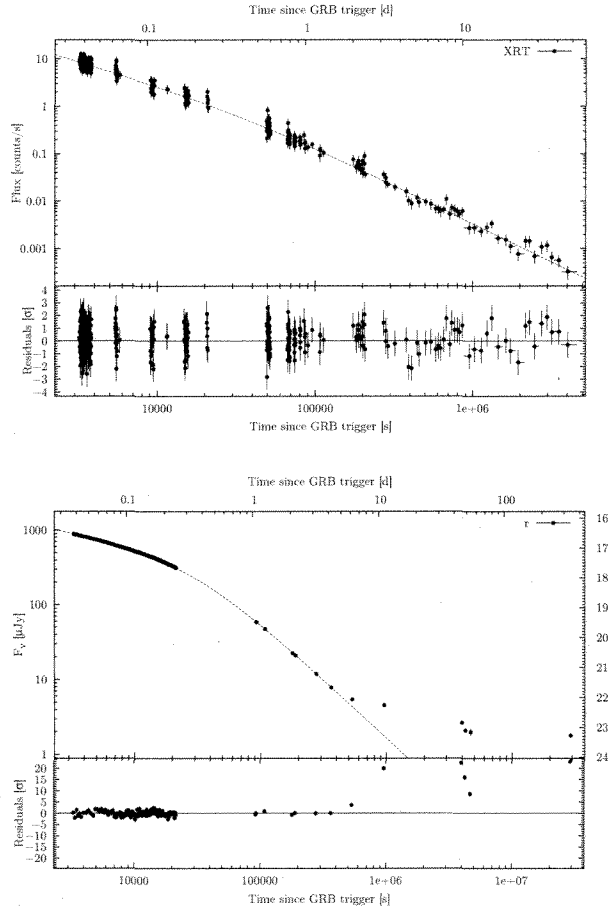 Time since GRB trigger [d]
0.1 1 10
XRT
Flux [counts/s]
10
1
0.1
0.01
0.001
Residuals [σ]
4
3
2
1
0
−1
−2
−3
−4
10000 100000 1e+06
Time since GRB trigger [s]
Time since GRB trigger [d]
0.1 1 10 100
r
Fν [μJy]
1000
100
10
1
16
17
18
19
20
21
22
23
24
Residuals [σ]
20
15
10
5
0
−5
−10
−15
−20
10000 100000 1e+06 1e+07
Time since GRB trigger [s]